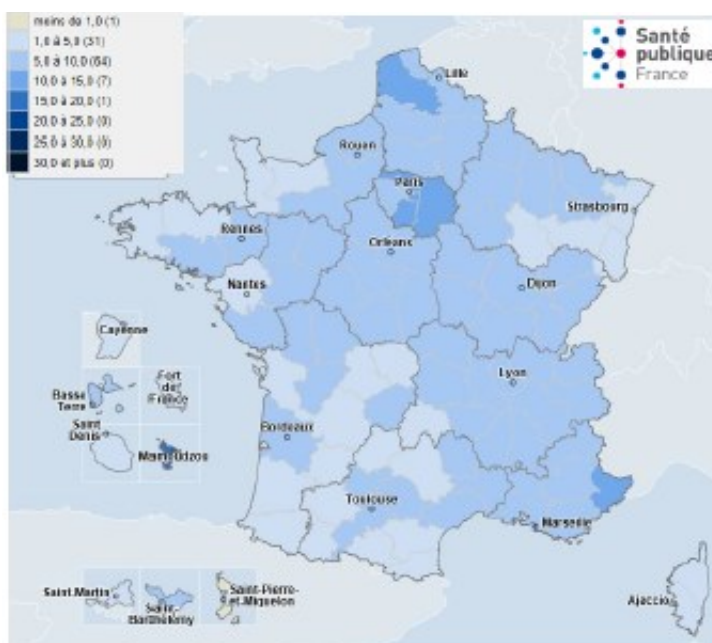 moins de 1,0 (1)
1,0 à 5,0 (31)
5,0 à 10,0 (64)
10,0 à 15,0 (7)
15,0 à 20,0 (1)
20,0 à 25,0 (0)
25,0 à 30,0 (0)
30,0 et plus (0)
Santé
publique
France
Lille
Rouen
Paris
Strasbourg
Rennes
Orléans
Nantes
Dijon
Cayenne
Lyon
Basse
Terre
Fort
de
France
Saint
Denis
Bordeaux
Mamoudzou
Toulouse
Marseille
Saint-Martin
Saint-
Barthélemy
Saint-Pierre-
et-Miquelon
Ajaccio